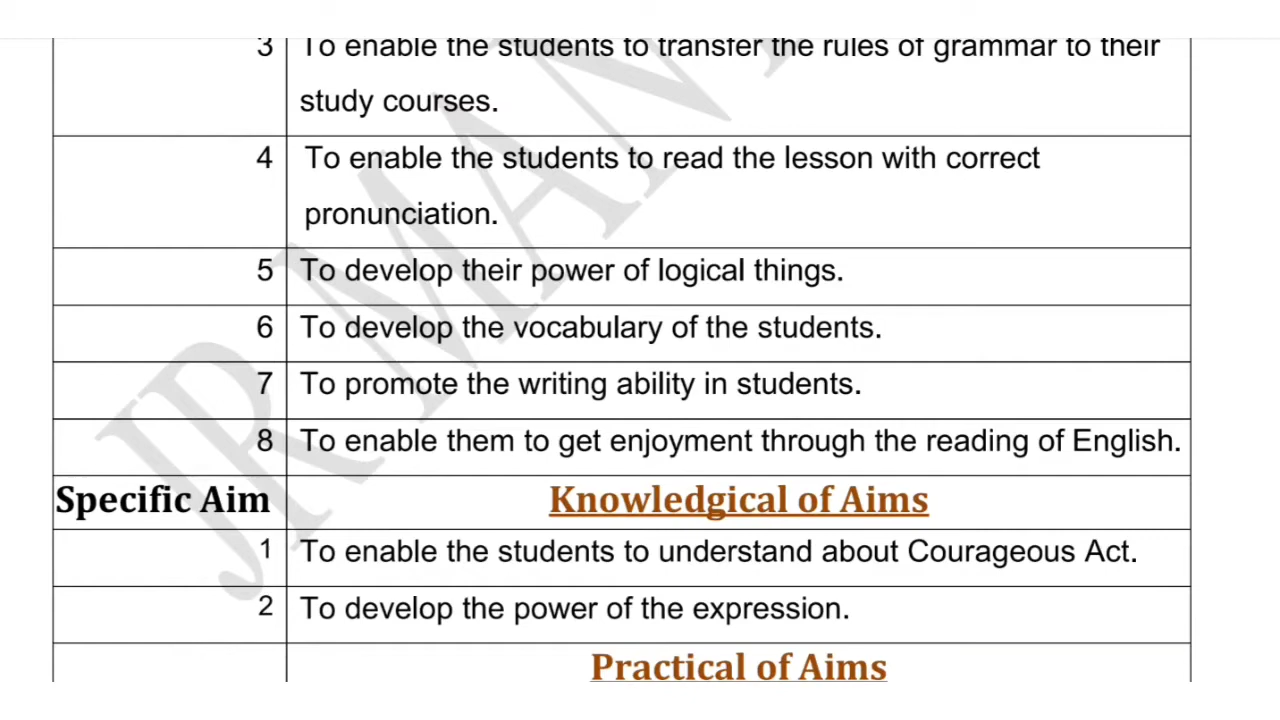 3 To enable the students to transfer the rules of grammar to their
study courses.
4 To enable the students to read the lesson with correct
pronunciation.
5 To develop their power of logical things.
6 To develop the vocabulary of the students.
7 To promote the writing ability in students.
8 To enable them to get enjoyment through the reading of English.
Specific Aim Knowledgical of Aims
1 To enable the students to understand about Courageous Act.
2 To develop the power of the expression.
Practical of Aims
JR MAN